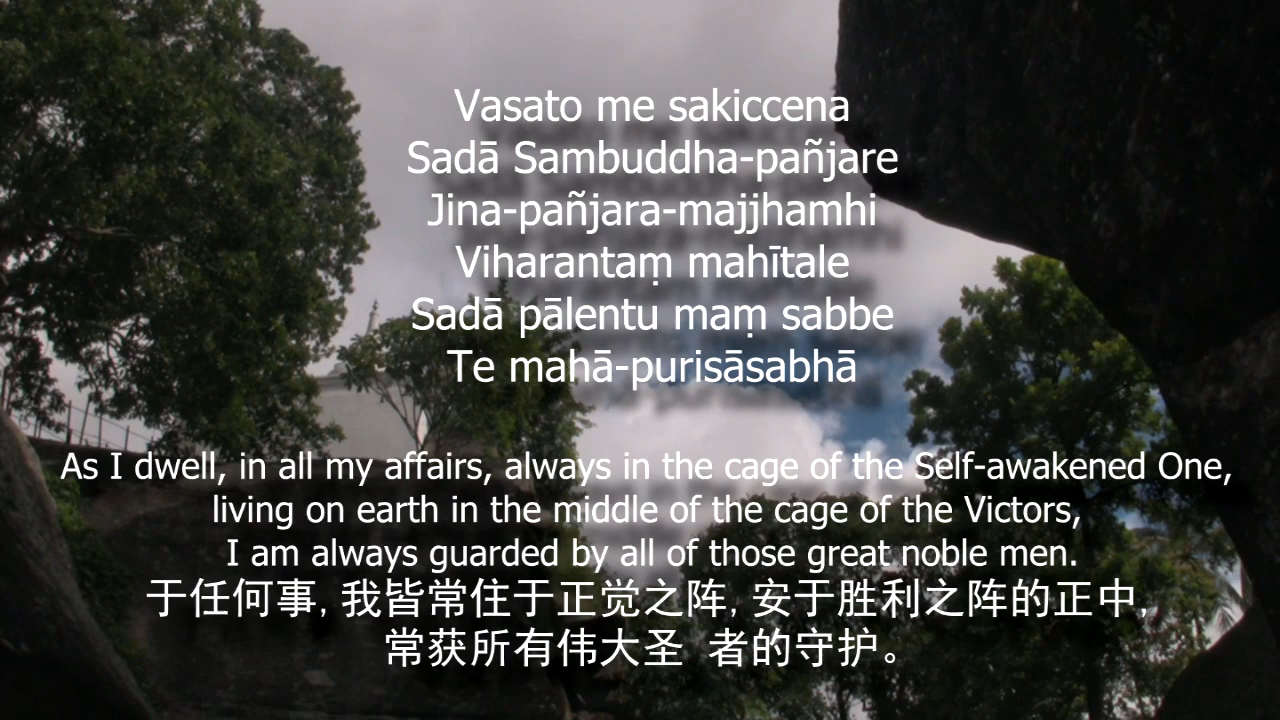 Vasato me sakiccena
Sadā Sambuddha-pañjare
Jina-pañjara-majjhamhi
Viharantaṃ mahītale
Sadā pālentu maṃ sabbe
Te mahā-purisāsabhā
As I dwell, in all my affairs, always in the cage of the Self-awakened One,
living on earth in the middle of the cage of the Victors,
I am always guarded by all of those great noble men.
于任何事, 我皆常住于正觉之阵, 安于胜利之阵的正中,
常获所有伟大圣 者的守护。